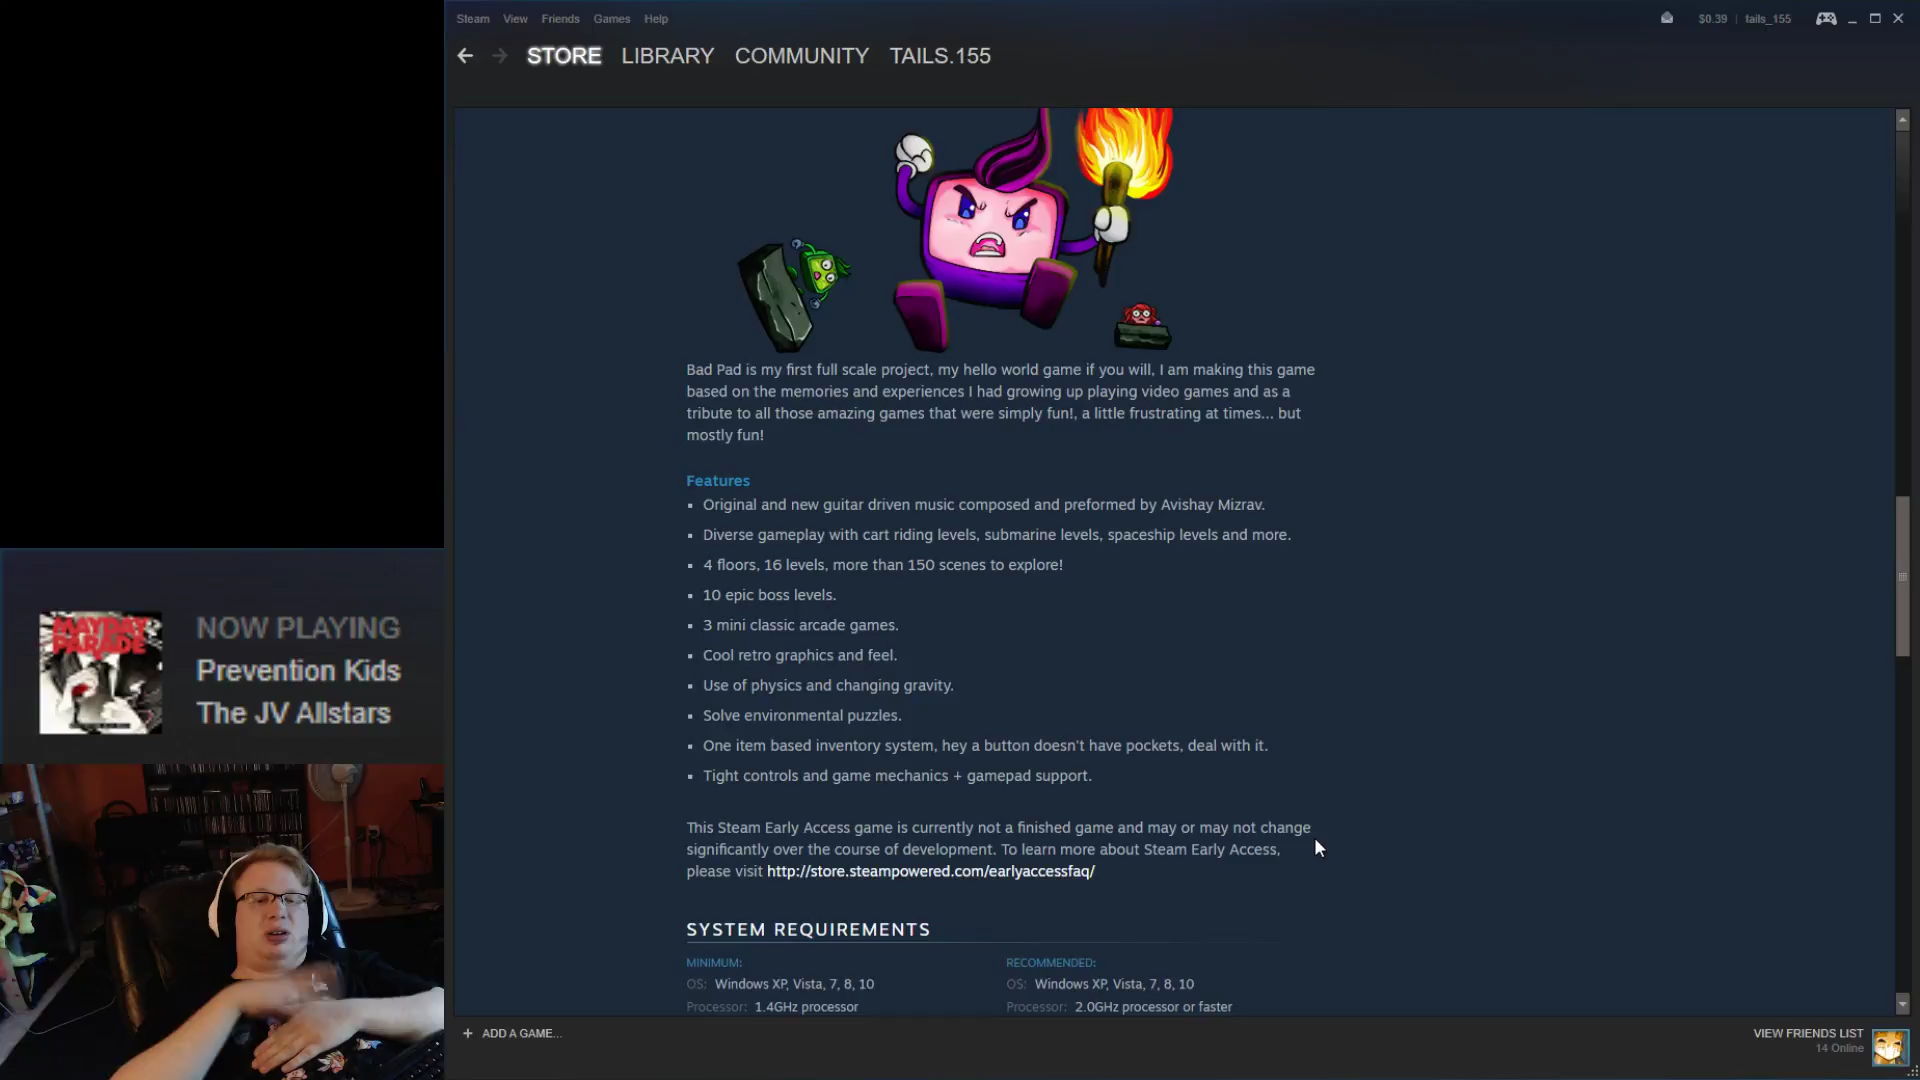 Steam View Friends Games Help
$0.39 | tails_155
STORE LIBRARY COMMUNITY TAILS.155
Bad Pad is my first full scale project, my hello world game if you will, I am making this game
based on the memories and experiences I had growing up playing video games and as a
tribute to all those amazing games that were simply fun!, a little frustrating at times... but
mostly fun!
Features
Original and new guitar driven music composed and preformed by Avishay Mizrav.
Diverse gameplay with cart riding levels, submarine levels, spaceship levels and more.
4 floors, 16 levels, more than 150 scenes to explore!
10 epic boss levels.
3 mini classic arcade games.
Cool retro graphics and feel.
Use of physics and changing gravity.
Solve environmental puzzles.
One item based inventory system, hey a button doesn't have pockets, deal with it.
Tight controls and game mechanics + gamepad support.
This Steam Early Access game is currently not a finished game and may or may not change
significantly over the course of development. To learn more about Steam Early Access,
please visit http://store.steampowered.com/earlyaccessfaq/
SYSTEM REQUIREMENTS
MINIMUM:
OS: Windows XP, Vista, 7, 8, 10
Processor: 1.4GHz processor
RECOMMENDED:
OS: Windows XP, Vista, 7, 8, 10
Processor: 2.0GHz processor or faster
+ ADD A GAME...
VIEW FRIENDS LIST
14 Online
MAYDAY
PARADE
NOW PLAYING
Prevention Kids
The JV Allstars